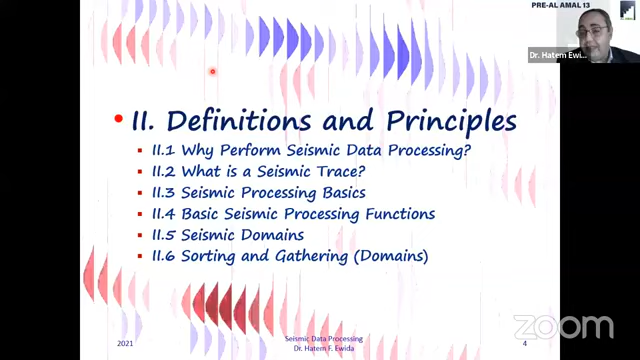 PRE-AL AMAL 13
Dr. Hatem Ewi...
• II. Definitions and Principles
▪ II.1 Why Perform Seismic Data Processing?
▪ II.2 What is a Seismic Trace?
▪ II.3 Seismic Processing Basics
▪ II.4 Basic Seismic Processing Functions
▪ II.5 Seismic Domains
▪ II.6 Sorting and Gathering (Domains)
2021
Seismic Data Processing
Dr. Hatem F. Ewida
4
zoom